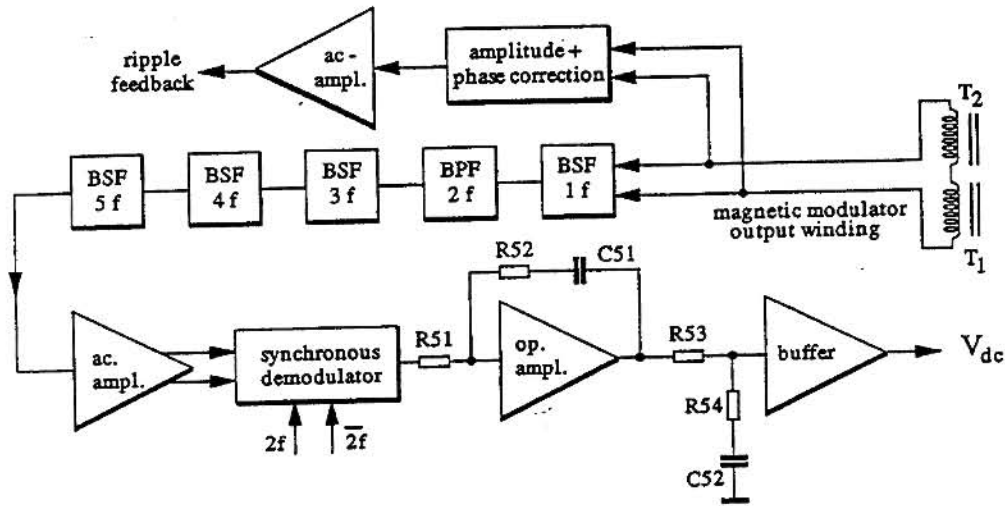 ripple
feedback
ac -
ampl.
amplitude +
phase correction
T2
BSF
5 f
BSF
4 f
BSF
3 f
BPF
2 f
BSF
1 f
magnetic modulator
output winding
T1
R52
C51
ac.
ampl.
synchronous
demodulator
R51
op.
ampl.
R53
buffer
Vdc
R54
2f
2f
C52